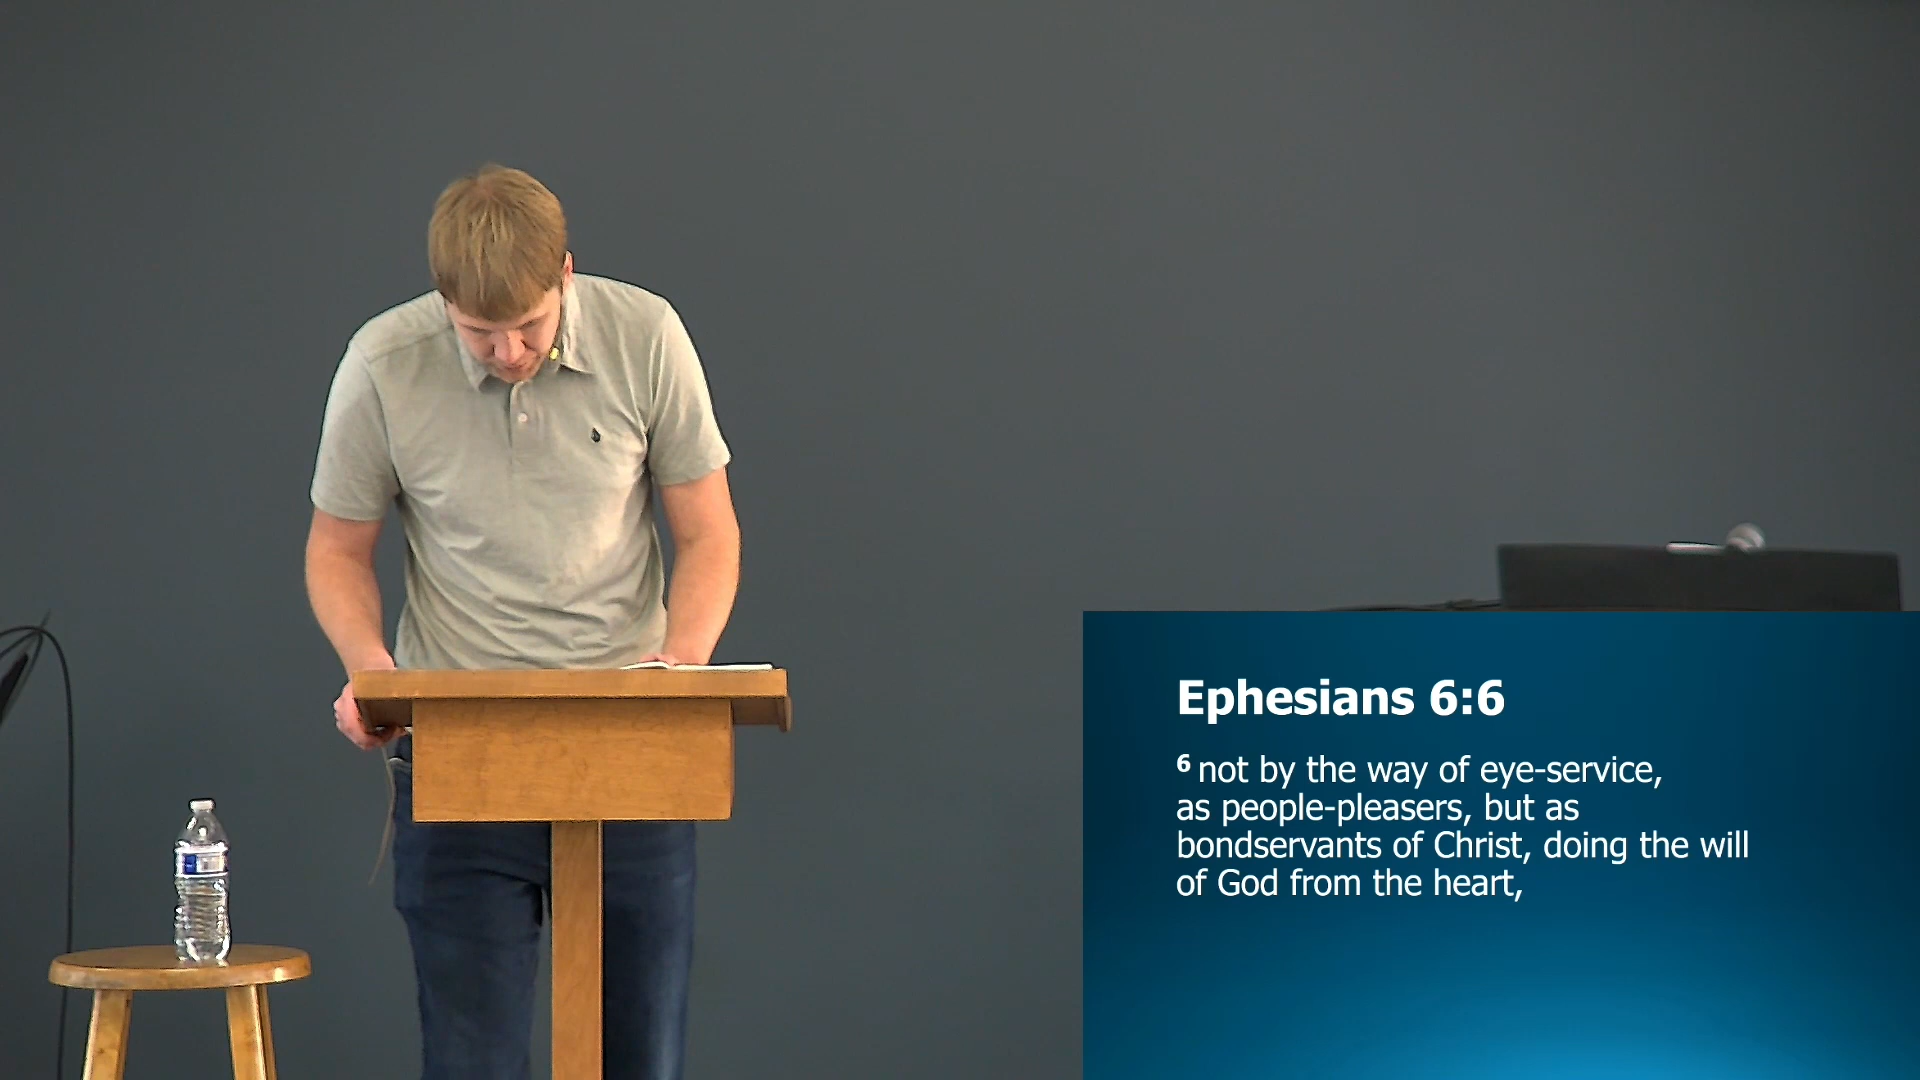 Ephesians 6:6
6 not by the way of eye-service,
as people-pleasers, but as
bondservants of Christ, doing the will
of God from the heart,